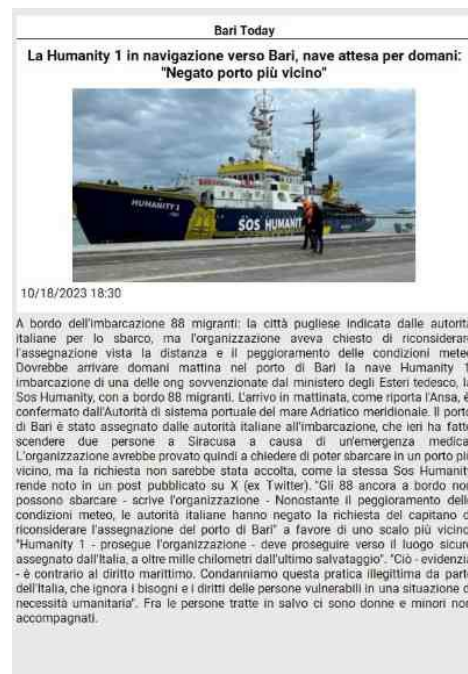 Bari Today
La Humanity 1 in navigazione verso Bari, nave attesa per domani:
"Negato porto più vicino"
HUMANITY 1
SOS HUMANIT
10/18/2023 18:30
A bordo dell'imbarcazione 88 migranti: la città pugliese indicata dalle autorità
italiane per lo sbarco, ma l'organizzazione aveva chiesto di riconsiderare
l'assegnazione vista la distanza e il peggioramento delle condizioni meteo
Dovrebbe arrivare domani mattina nel porto di Bari la nave Humanity 1
imbarcazione di una delle ong sovvenzionate dal ministero degli Esteri tedesco, la
Sos Humanity, con a bordo 88 migranti. L'arrivo in mattinata, come riporta l'Ansa, è
confermato dall'Autorità di sistema portuale del mare Adriatico meridionale. Il porto
di Bari è stato assegnato dalle autorità italiane all'imbarcazione, che ieri ha fatto
scendere due persone a Siracusa a causa di un'emergenza medica
L'organizzazione avrebbe provato quindi a chiedere di poter sbarcare in un porto più
vicino, ma la richiesta non sarebbe stata accolta, come la stessa Sos Humanity
rende noto in un post pubblicato su X (ex Twitter). "Gli 88 ancora a bordo non
possono sbarcare - scrive l'organizzazione - Nonostante il peggioramento delle
condizioni meteo, le autorità italiane hanno negato la richiesta del capitano d
riconsiderare l'assegnazione del porto di Bari" a favore di uno scalo più vicino
"Humanity 1 - prosegue l'organizzazione - deve proseguire verso il luogo sicuro
assegnato dall'Italia, a oltre mille chilometri dall'ultimo salvataggio". "Ciò - evidenzia
- è contrario al diritto marittimo. Condanniamo questa pratica illegittima da parte
dell'Italia, che ignora i bisogni e i diritti delle persone vulnerabili in una situazione d
necessità umanitaria". Fra le persone tratte in salvo ci sono donne e minori non
accompagnati.